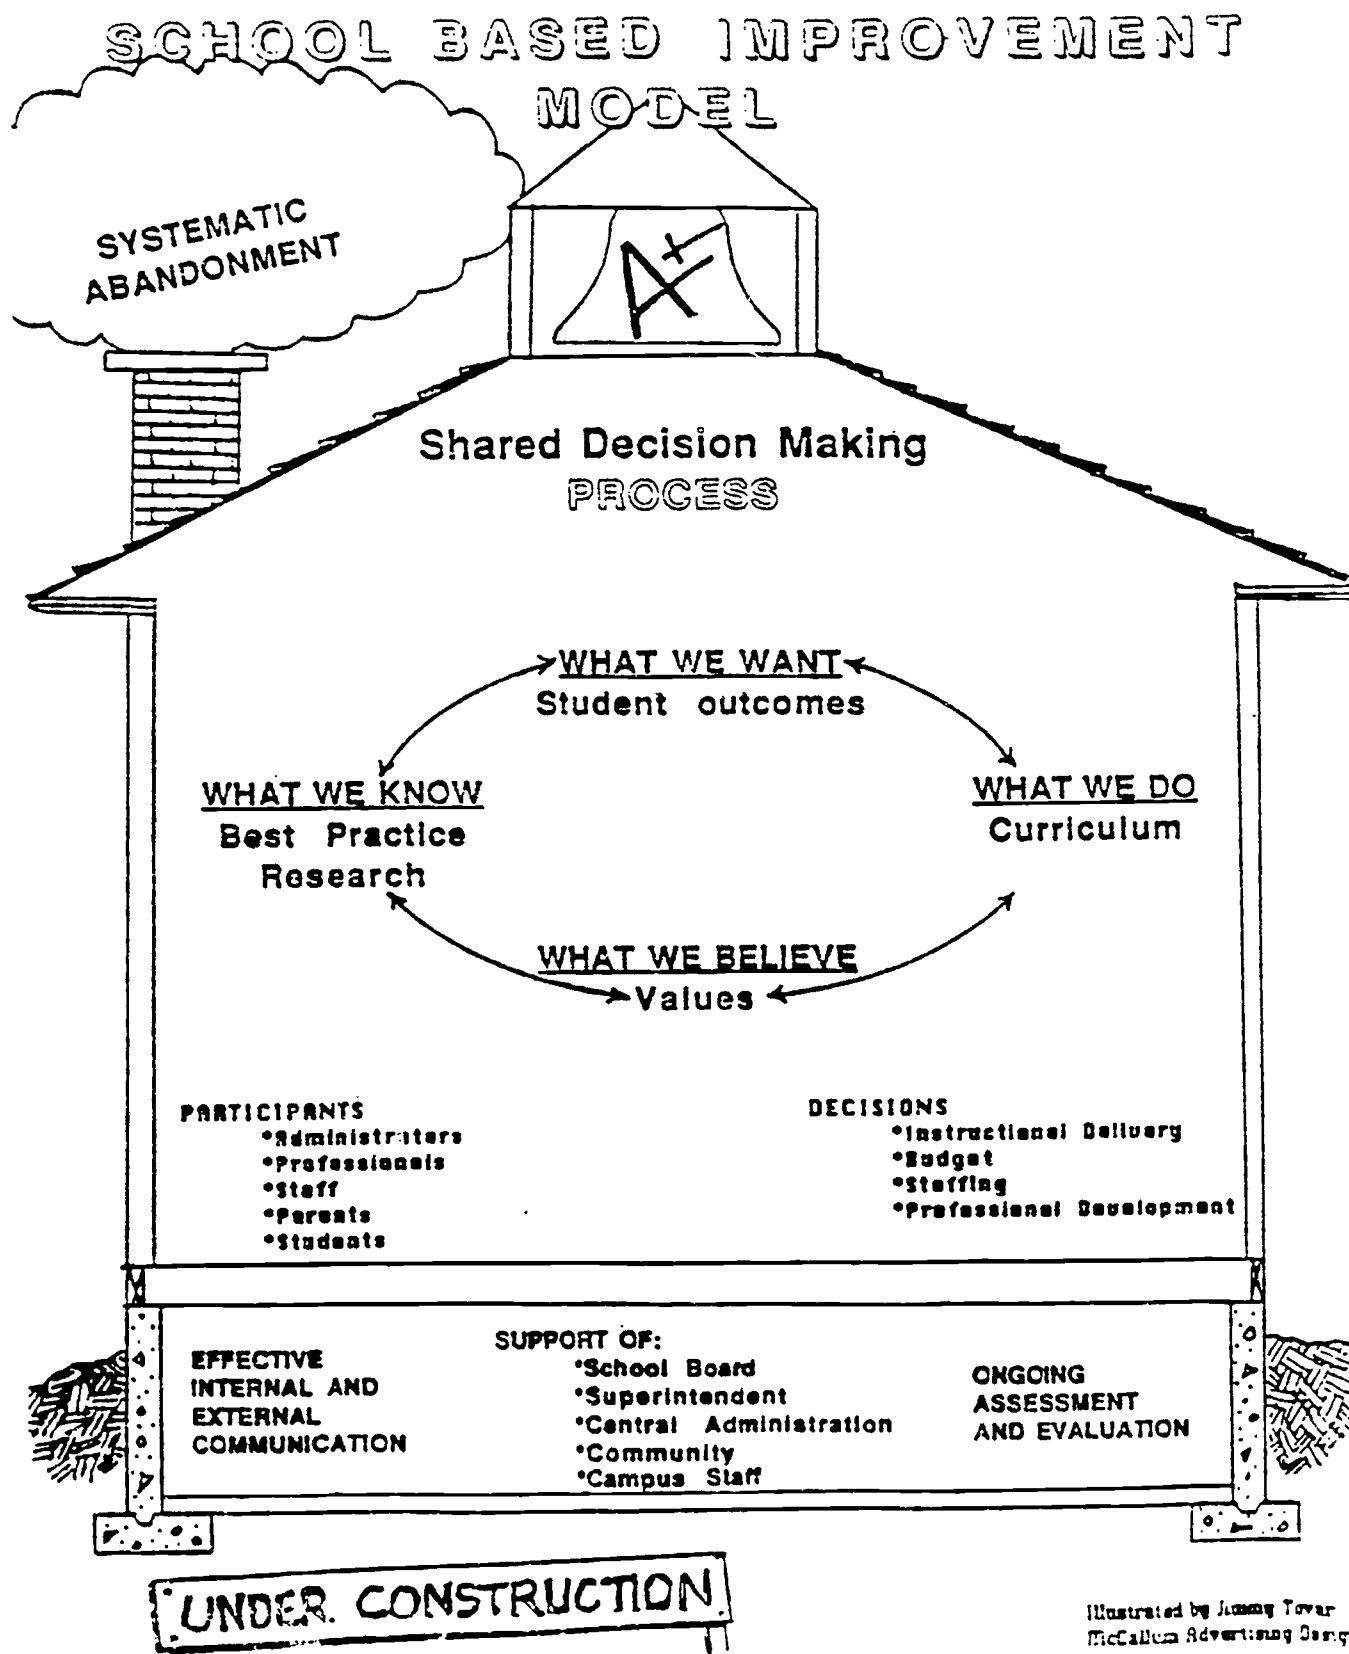 SCHOOL BASED IMPROVEMENT
MODEL
SYSTEMATIC
ABANDONMENT
A+
Shared Decision Making
PROCESS
WHAT WE WANT
Student outcomes
WHAT WE KNOW
Best Practice
Research
WHAT WE DO
Curriculum
WHAT WE BELIEVE
Values
PARTICIPANTS
*Administrators
*Professionals
*Staff
*Parents
*Students
DECISIONS
*Instructional Delivery
*Budget
*Staffing
*Professional Development
EFFECTIVE
INTERNAL AND
EXTERNAL
COMMUNICATION
SUPPORT OF:
*School Board
*Superintendent
*Central Administration
*Community
*Campus Staff
ONGOING
ASSESSMENT
AND EVALUATION
UNDER CONSTRUCTION
Illustrated by Jimmy Tovar
McCallum Advertising Desig